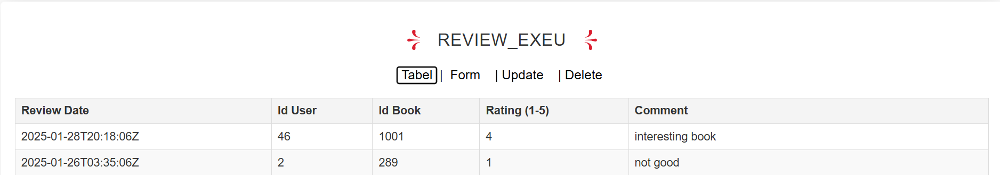 REVIEW_EXEU
Tabel | Form | Update | Delete
Review Date Id User Id Book Rating (1-5) Comment
2025-01-28T20:18:06Z 46 1001 4 interesting book
2025-01-26T03:35:06Z 2 289 1 not good